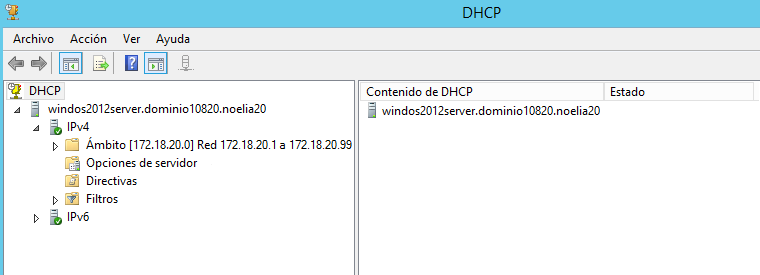 DHCP
Archivo Acción Ver Ayuda
DHCP
windos2012server.dominio10820.noelia20
IPv4
Ámbito [172.18.20.0] Red 172.18.20.1 a 172.18.20.99
Opciones de servidor
Directivas
Filtros
IPv6
Contenido de DHCP Estado
windos2012server.dominio10820.noelia20